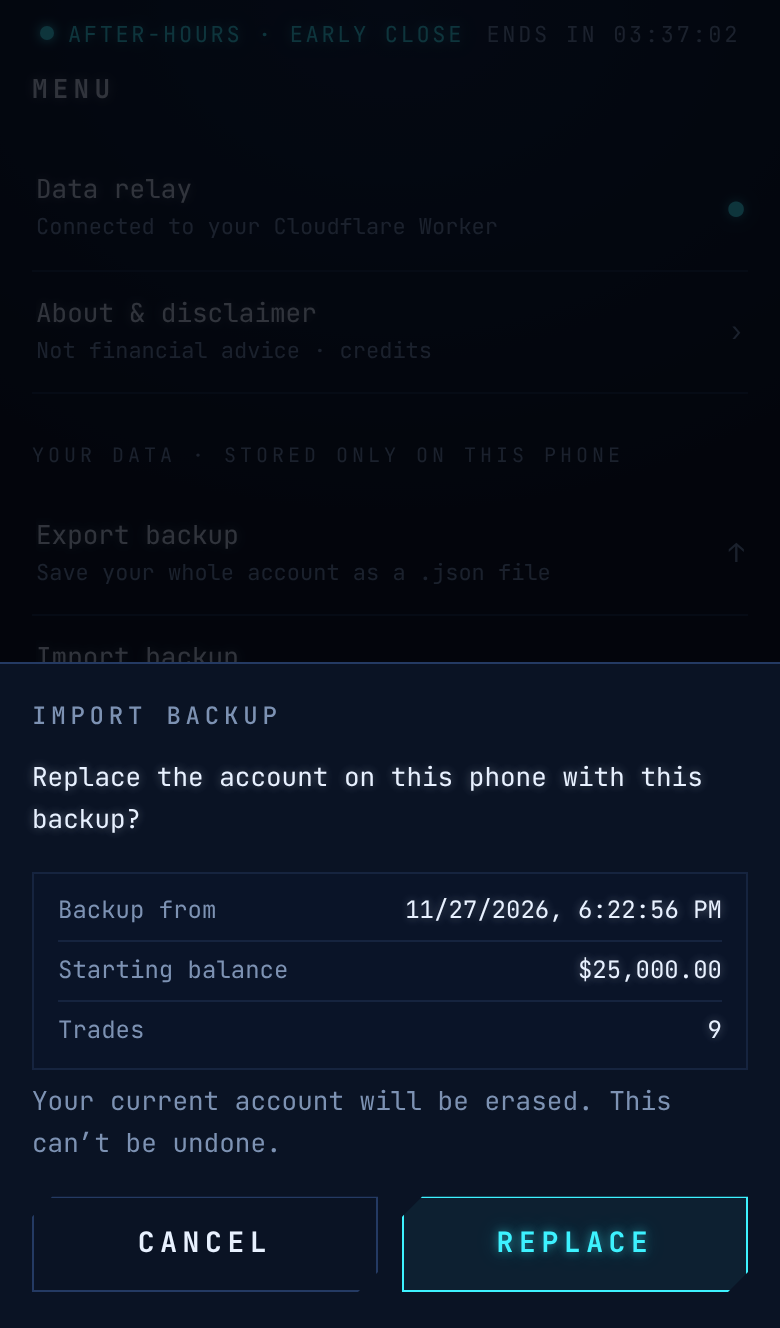 AFTER-HOURS · EARLY CLOSE ENDS IN 03:37:02
MENU
Data relay
Connected to your Cloudflare Worker
About & disclaimer
Not financial advice · credits
YOUR DATA · STORED ONLY ON THIS PHONE
Export backup
Save your whole account as a .json file
Import backup
IMPORT BACKUP
Replace the account on this phone with this
backup?
Backup from 11/27/2026, 6:22:56 PM
Starting balance $25,000.00
Trades 9
Your current account will be erased. This
can’t be undone.
CANCEL REPLACE